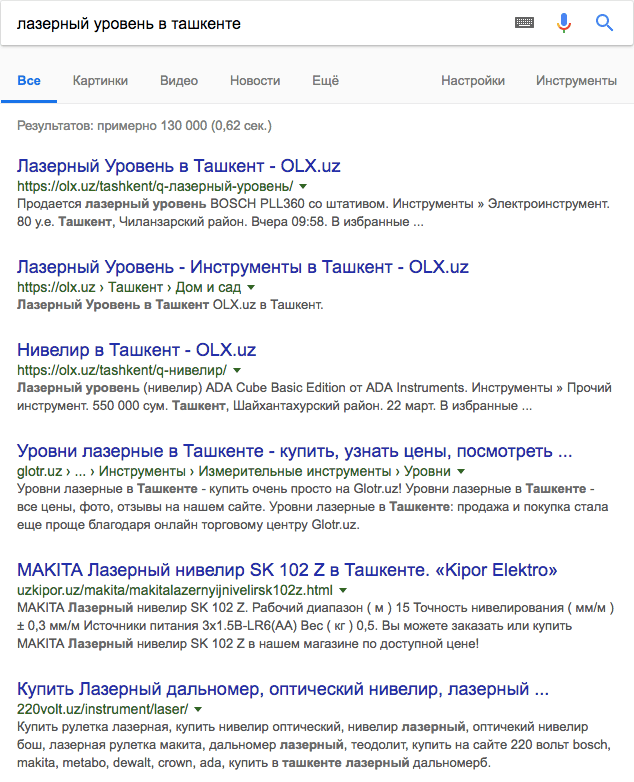 лазерный уровень в ташкенте
Все Картинки Видео Новости Ещё Настройки Инструменты
Результатов: примерно 130 000 (0,62 сек.)
Лазерный Уровень в Ташкент - OLX.uz
https://olx.uz/tashkent/q-лазерный-уровень/
Продается лазерный уровень BOSCH PLL360 со штативом. Инструменты » Электроинструмент.
80 у.е. Ташкент, Чиланзарский район. Вчера 09:58. В избранные ...
Лазерный Уровень - Инструменты в Ташкент - OLX.uz
https://olx.uz › Ташкент › Дом и сад
Лазерный Уровень в Ташкент OLX.uz в Ташкент.
Нивелир в Ташкент - OLX.uz
https://olx.uz/tashkent/q-нивелир/
Лазерный уровень (нивелир) ADA Cube Basic Edition от ADA Instruments. Инструменты » Прочий
инструмент. 550 000 сум. Ташкент, Шайхантахурский район. 22 март. В избранные ...
Уровни лазерные в Ташкенте - купить, узнать цены, посмотреть ...
glotr.uz › ... › Инструменты › Измерительные инструменты › Уровни
Уровни лазерные в Ташкенте - купить очень просто на Glotr.uz! Уровни лазерные в Ташкенте -
все цены, фото, отзывы на нашем сайте. Уровни лазерные в Ташкенте: продажа и покупка стала
еще проще благодаря онлайн торговому центру Glotr.uz.
MAKITA Лазерный нивелир SK 102 Z в Ташкенте. «Kipor Elektro»
uzkipor.uz/makita/makitalazernyijnivelirsk102z.html
MAKITA Лазерный нивелир SK 102 Z. Рабочий диапазон ( м ) 15 Точность нивелирования ( мм/м )
± 0,3 мм/м Источники питания 3x1.5В-LR6(AA) Вес ( кг ) 0,5. Вы можете заказать или купить
MAKITA Лазерный нивелир SK 102 Z в нашем магазине по доступной цене!
Купить Лазерный дальномер, оптический нивелир, лазерный ...
220volt.uz/instrument/laser/
Купить рулетка лазерная, купить нивелир оптический, нивелир лазерный, оптичекий нивелир
бош, лазерная рулетка макита, дальномер лазерный, теодолит, купить на сайте 220 вольт bosch,
makita, metabo, dewalt, crown, ada, купить в ташкенте лазерный дальномерб.